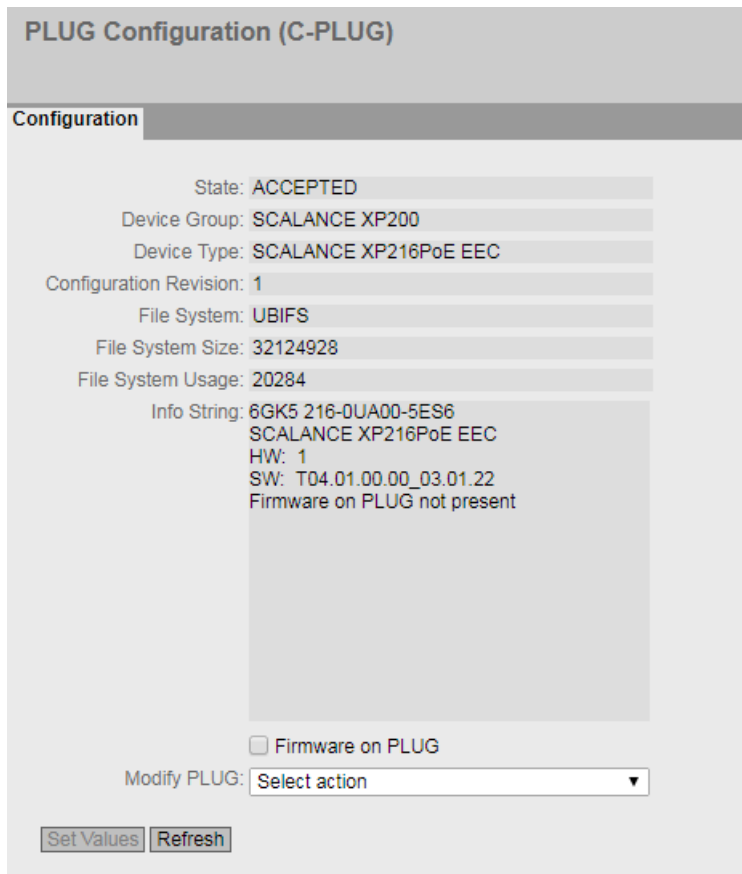 PLUG Configuration (C-PLUG)
Configuration
State: ACCEPTED
Device Group: SCALANCE XP200
Device Type: SCALANCE XP216PoE EEC
Configuration Revision: 1
File System: UBIFS
File System Size: 32124928
File System Usage: 20284
Info String: 6GK5 216-0UA00-5ES6
SCALANCE XP216PoE EEC
HW: 1
SW: T04.01.00.00_03.01.22
Firmware on PLUG not present
Firmware on PLUG
Modify PLUG: Select action
Set Values Refresh